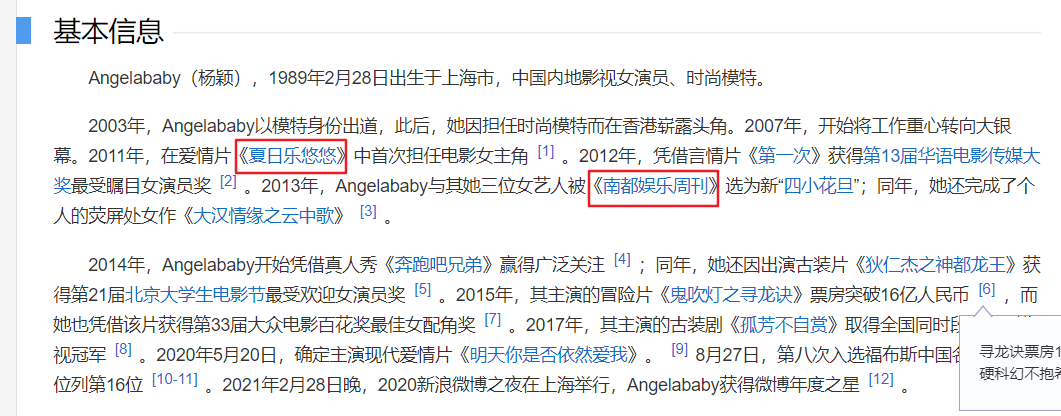 基本信息
Angelababy（杨颖），1989年2月28日出生于上海市，中国内地影视女演员、时尚模特。
2003年，Angelababy以模特身份出道，此后，她因担任时尚模特而在香港崭露头角。2007年，开始将工作重心转向大银
幕。2011年，在爱情片《夏日乐悠悠》中首次担任电影女主角 [1] 。2012年，凭借言情片《第一次》获得第13届华语电影传媒大
奖最受瞩目女演员奖 [2] 。2013年，Angelababy与其她三位女艺人被《南都娱乐周刊》选为新“四小花旦”；同年，她还完成了个
人的荧屏处女作《大汉情缘之云中歌》 [3] 。
2014年，Angelababy开始凭借真人秀《奔跑吧兄弟》赢得广泛关注 [4] ；同年，她还因出演古装片《狄仁杰之神都龙王》获
得第21届北京大学生电影节最受欢迎女演员奖 [5] 。2015年，其主演的冒险片《鬼吹灯之寻龙诀》票房突破16亿人民币 [6] ，而
她也凭借该片获得第33届大众电影百花奖最佳女配角奖 [7] 。2017年，其主演的古装剧《孤芳不自赏》取得全国同时段
视冠军 [8] 。2020年5月20日，确定主演现代爱情片《明天你是否依然爱我》。 [9] 8月27日，第八次入选福布斯中国
位列第16位 [10-11] 。2021年2月28日晚，2020新浪微博之夜在上海举行，Angelababy获得微博年度之星 [12] 。
寻龙诀票房1
硬科幻不抱